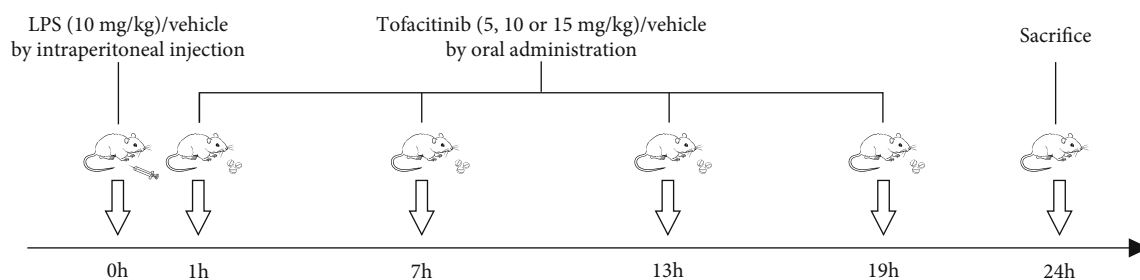 LPS (10 mg/kg)/vehicle
by intraperitoneal injection
Tofacitinib (5, 10 or 15 mg/kg)/vehicle
by oral administration
Sacrifice
0h
1h
7h
13h
19h
24h